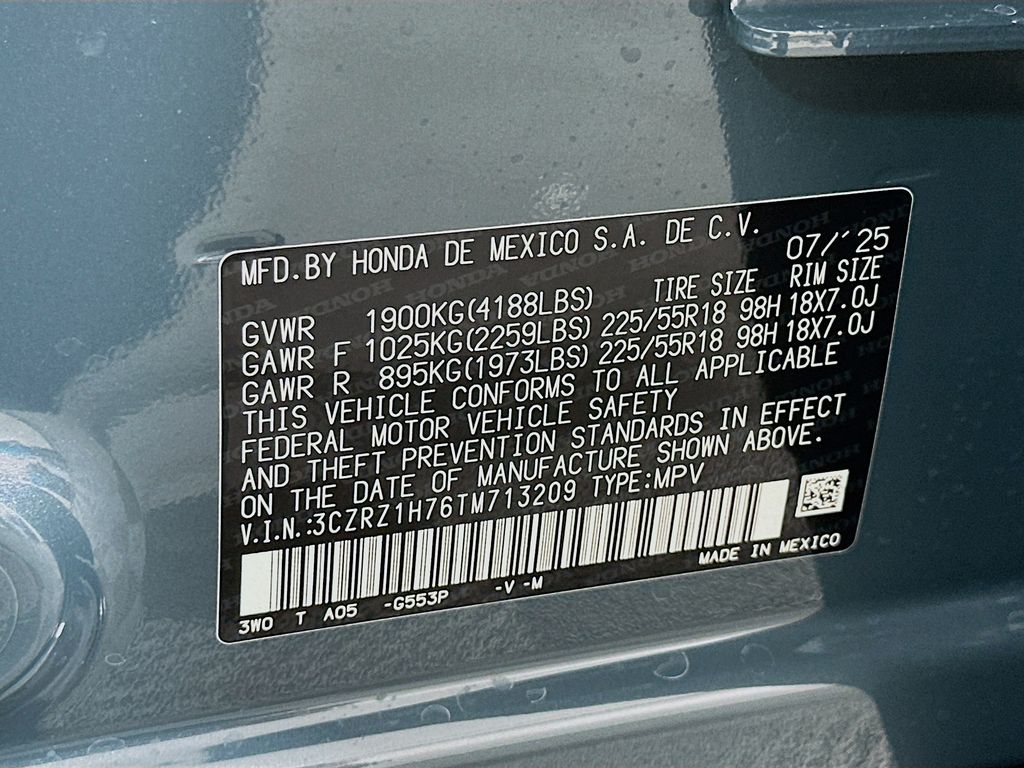 MFD.BY HONDA DE MEXICO S.A. DE C.V. 07/´25
TIRE SIZE RIM SIZE
GVWR 1900KG(4188LBS)
GAWR F 1025KG(2259LBS) 225/55R18 98H 18X7.0J
GAWR R 895KG(1973LBS) 225/55R18 98H 18X7.0J
THIS VEHICLE CONFORMS TO ALL APPLICABLE
FEDERAL MOTOR VEHICLE SAFETY
AND THEFT PREVENTION STANDARDS IN EFFECT
ON THE DATE OF MANUFACTURE SHOWN ABOVE.
V.I.N.:3CZRZ1H76TM713209 TYPE:MPV
3W0 T A05 -G553P -V -M MADE IN MEXICO